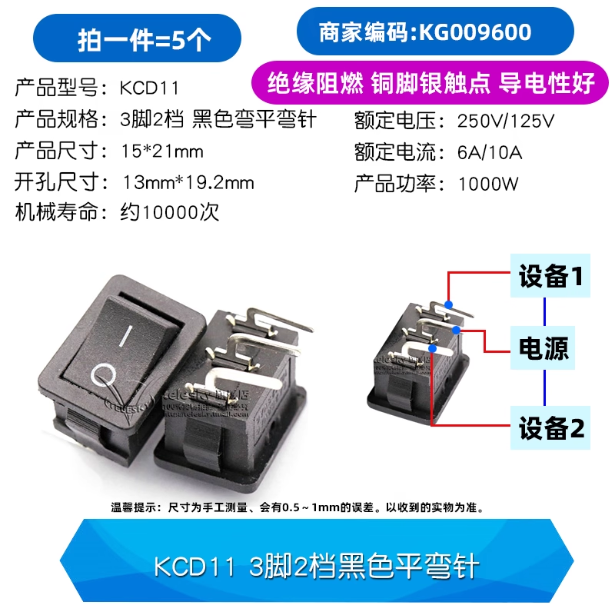 拍一件=5个
商家编码:KG009600
绝缘阻燃 铜脚银触点 导电性好
产品型号：KCD11
产品规格：3脚2档 黑色弯平弯针
额定电压：250V/125V
产品尺寸：15*21mm
额定电流：6A/10A
开孔尺寸：13mm*19.2mm
产品功率：1000W
机械寿命：约10000次
设备1
电源
设备2
温馨提示：尺寸为手工测量、会有0.5～1mm的误差。以收到的实物为准。
KCD11 3脚2档黑色平弯针